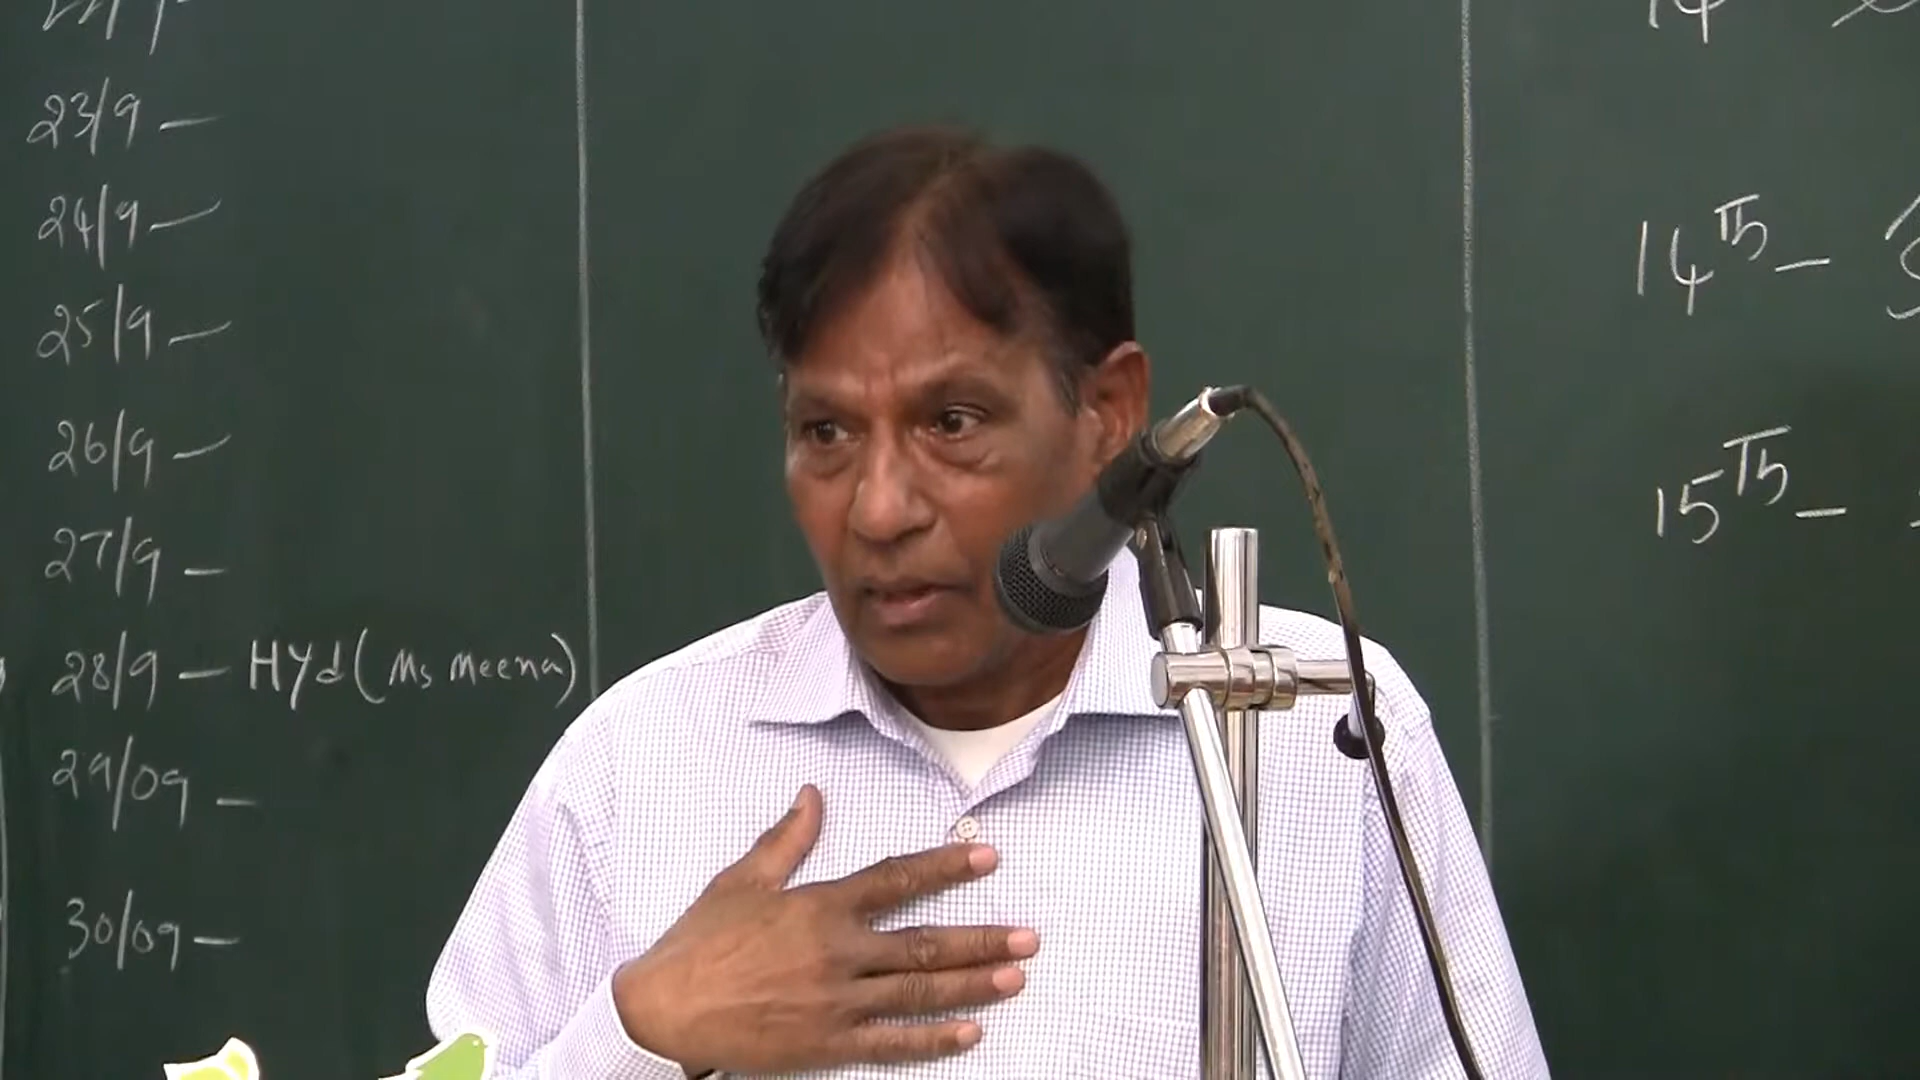 23/9 —
24/9 —
25/9 —
26/9 —
27/9 —
28/9 — Hyd (Ms Meena)
29/09 —
30/09 —
14
14th —
15th —